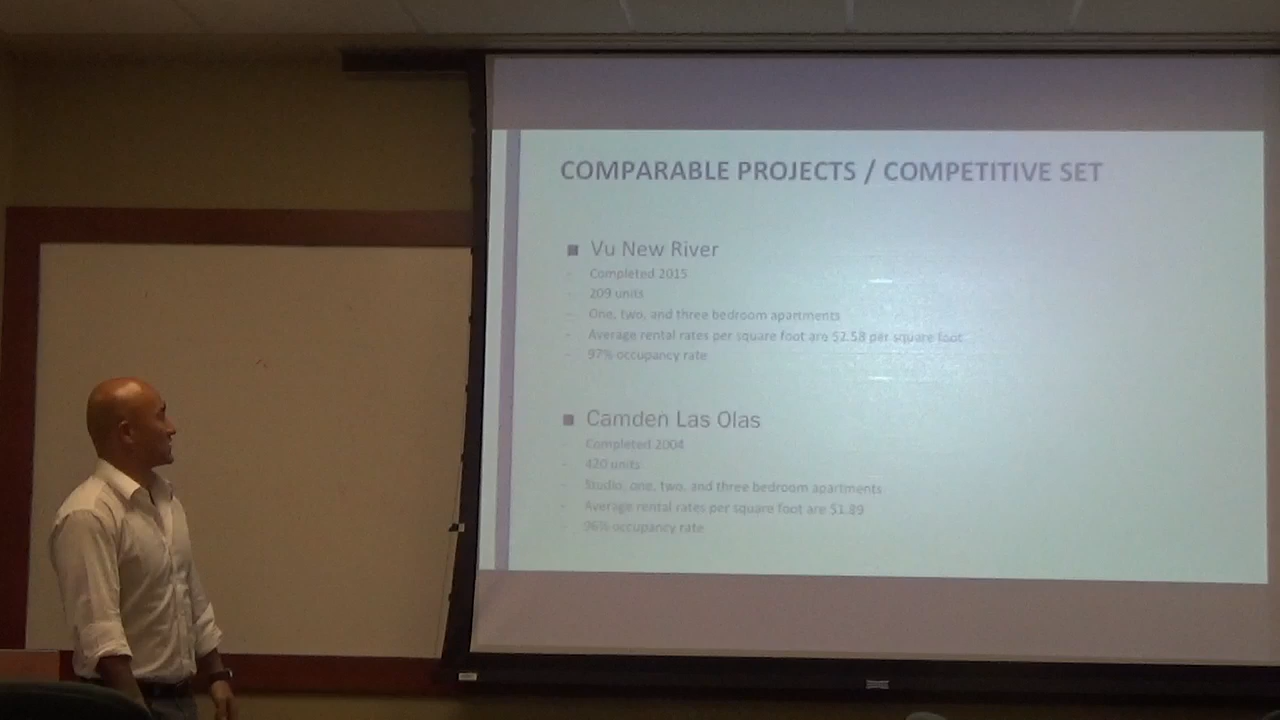 COMPARABLE PROJECTS / COMPETITIVE SET
■ Vu New River
- Completed 2015
- 209 units
- One, two, and three bedroom apartments
- Average rental rates per square foot are $2.58 per square foot
- 97% occupancy rate
■ Camden Las Olas
- Completed 2004
- 420 units
- Studio, one, two, and three bedroom apartments
- Average rental rates per square foot are $1.89
- 96% occupancy rate